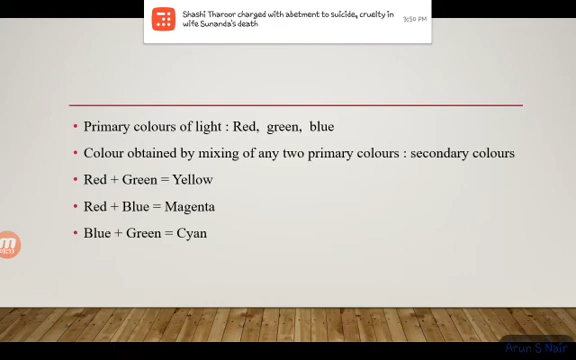 Shashi Tharoor charged with abetment to suicide, cruelty in
wife Sunanda's death
3:50 PM
• Primary colours of light : Red, green, blue
• Colour obtained by mixing of any two primary colours : secondary colours
• Red + Green = Yellow
• Red + Blue = Magenta
• Blue + Green = Cyan
Arun S Nair